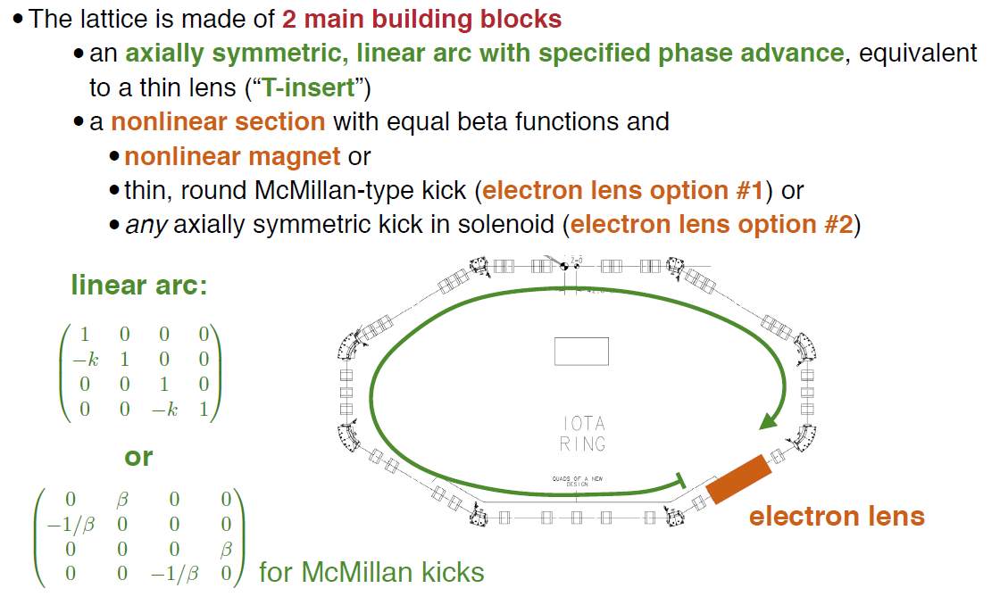 • The lattice is made of 2 main building blocks
• an axially symmetric, linear arc with specified phase advance, equivalent
to a thin lens (“T-insert”)
• a nonlinear section with equal beta functions and
• nonlinear magnet or
• thin, round McMillan-type kick (electron lens option #1) or
• any axially symmetric kick in solenoid (electron lens option #2)
linear arc:
1 0 0 0
−k 1 0 0
0 0 1 0
0 0 −k 1
or
0 β 0 0
−1/β 0 0 0
0 0 0 β
0 0 −1/β 0
for McMillan kicks
IOTA
RING
QUADS OF A NEW
DESIGN
electron lens